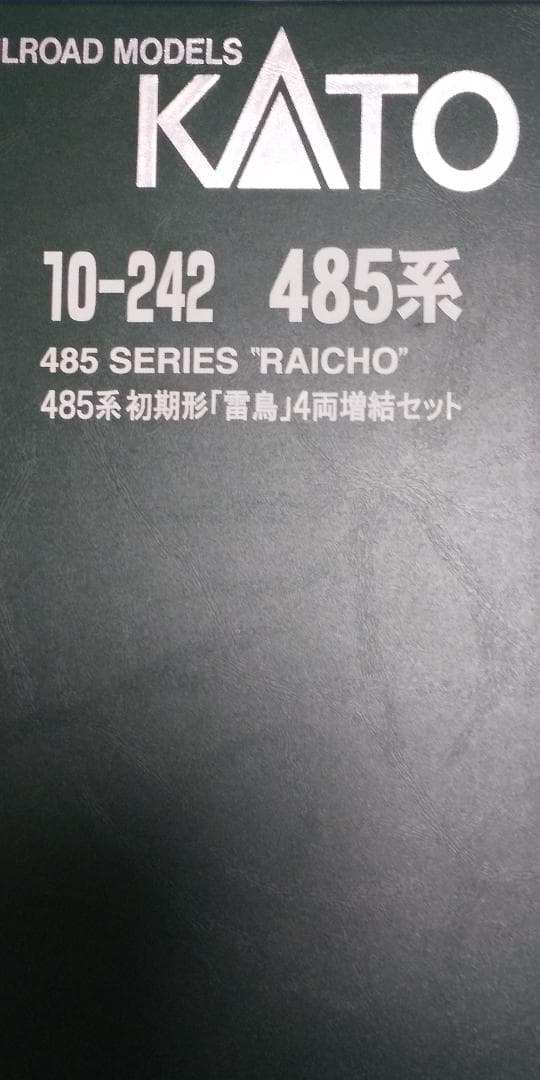 ILROAD MODELS
KATO
10-242 485系
485 SERIES "RAICHO"
485系初期形「雷鳥」4両増結セット